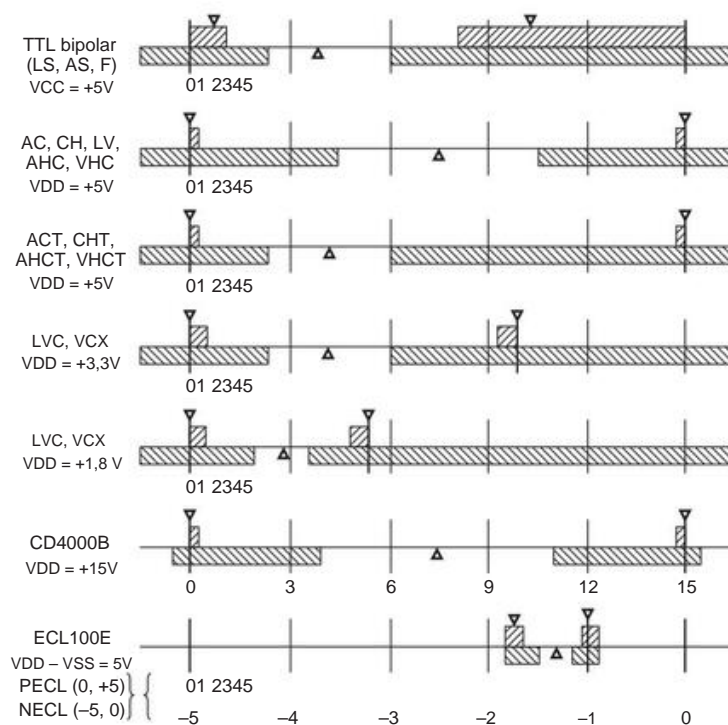 TTL bipolar
(LS, AS, F)
VCC = +5V
01 2345
AC, CH, LV,
AHC, VHC
VDD = +5V
01 2345
ACT, CHT,
AHCT, VHCT
VDD = +5V
01 2345
LVC, VCX
VDD = +3,3V
01 2345
LVC, VCX
VDD = +1,8 V
01 2345
CD4000B
VDD = +15V
0 3 6 9 12 15
ECL100E
VDD – VSS = 5V
PECL (0, +5)
01 2345
NECL (–5, 0)
–5 –4 –3 –2 –1 0